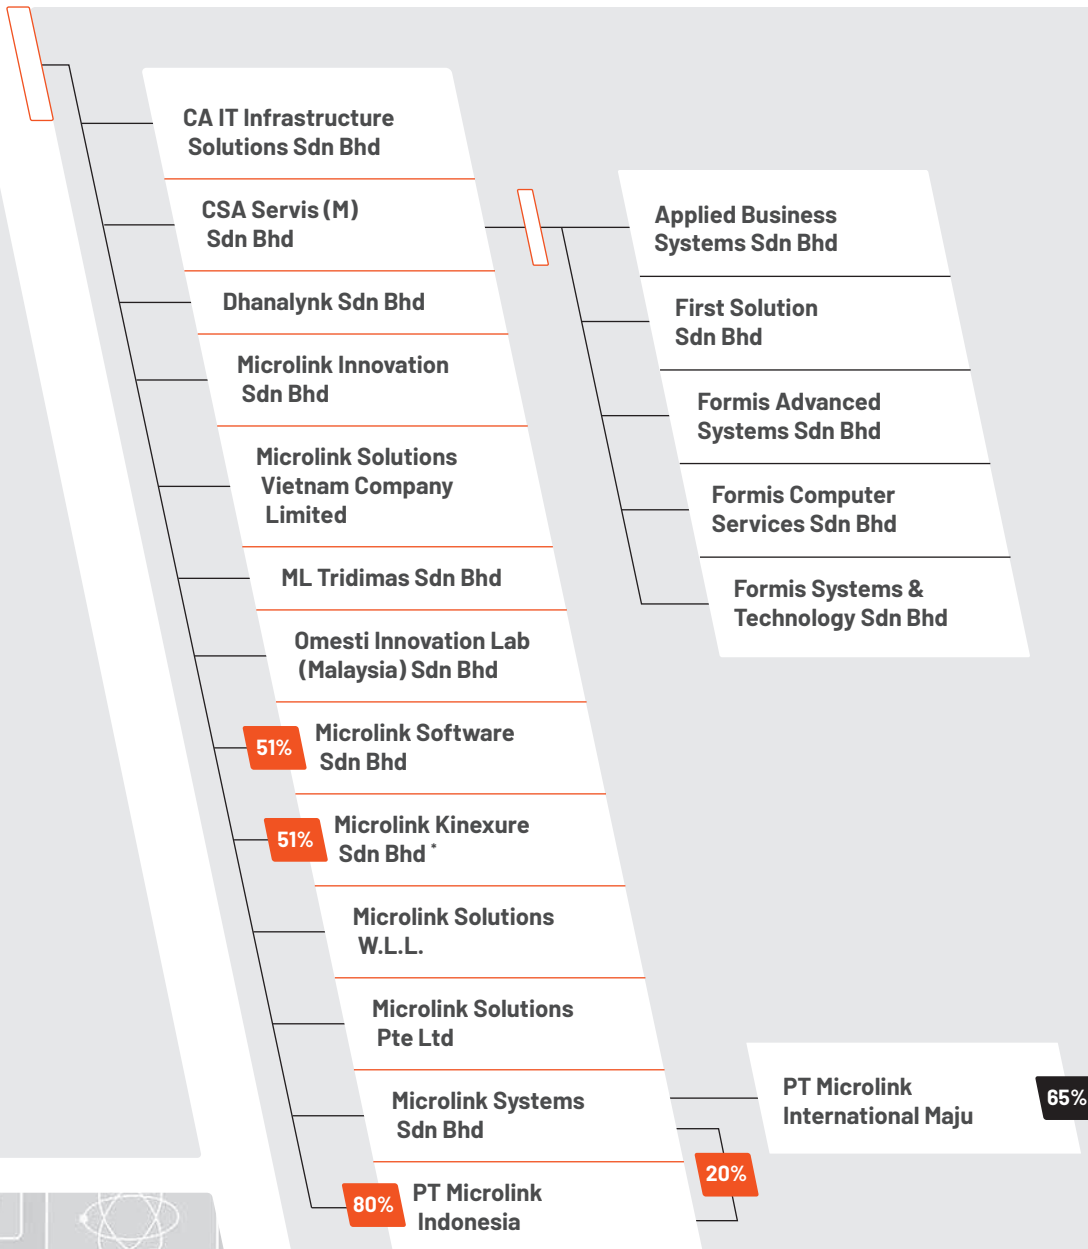 CA IT Infrastructure
Solutions Sdn Bhd
CSA Servis (M)
Sdn Bhd
Dhanalynk Sdn Bhd
Microlink Innovation
Sdn Bhd
Microlink Solutions
Vietnam Company
Limited
ML Tridimas Sdn Bhd
Omesti Innovation Lab
(Malaysia) Sdn Bhd
51%
Microlink Software
Sdn Bhd
51%
Microlink Kinexure
Sdn Bhd *
Microlink Solutions
W.L.L.
Microlink Solutions
Pte Ltd
Microlink Systems
Sdn Bhd
80%
PT Microlink
Indonesia
20%
Applied Business
Systems Sdn Bhd
First Solution
Sdn Bhd
Formis Advanced
Systems Sdn Bhd
Formis Computer
Services Sdn Bhd
Formis Systems &
Technology Sdn Bhd
PT Microlink
International Maju
65%